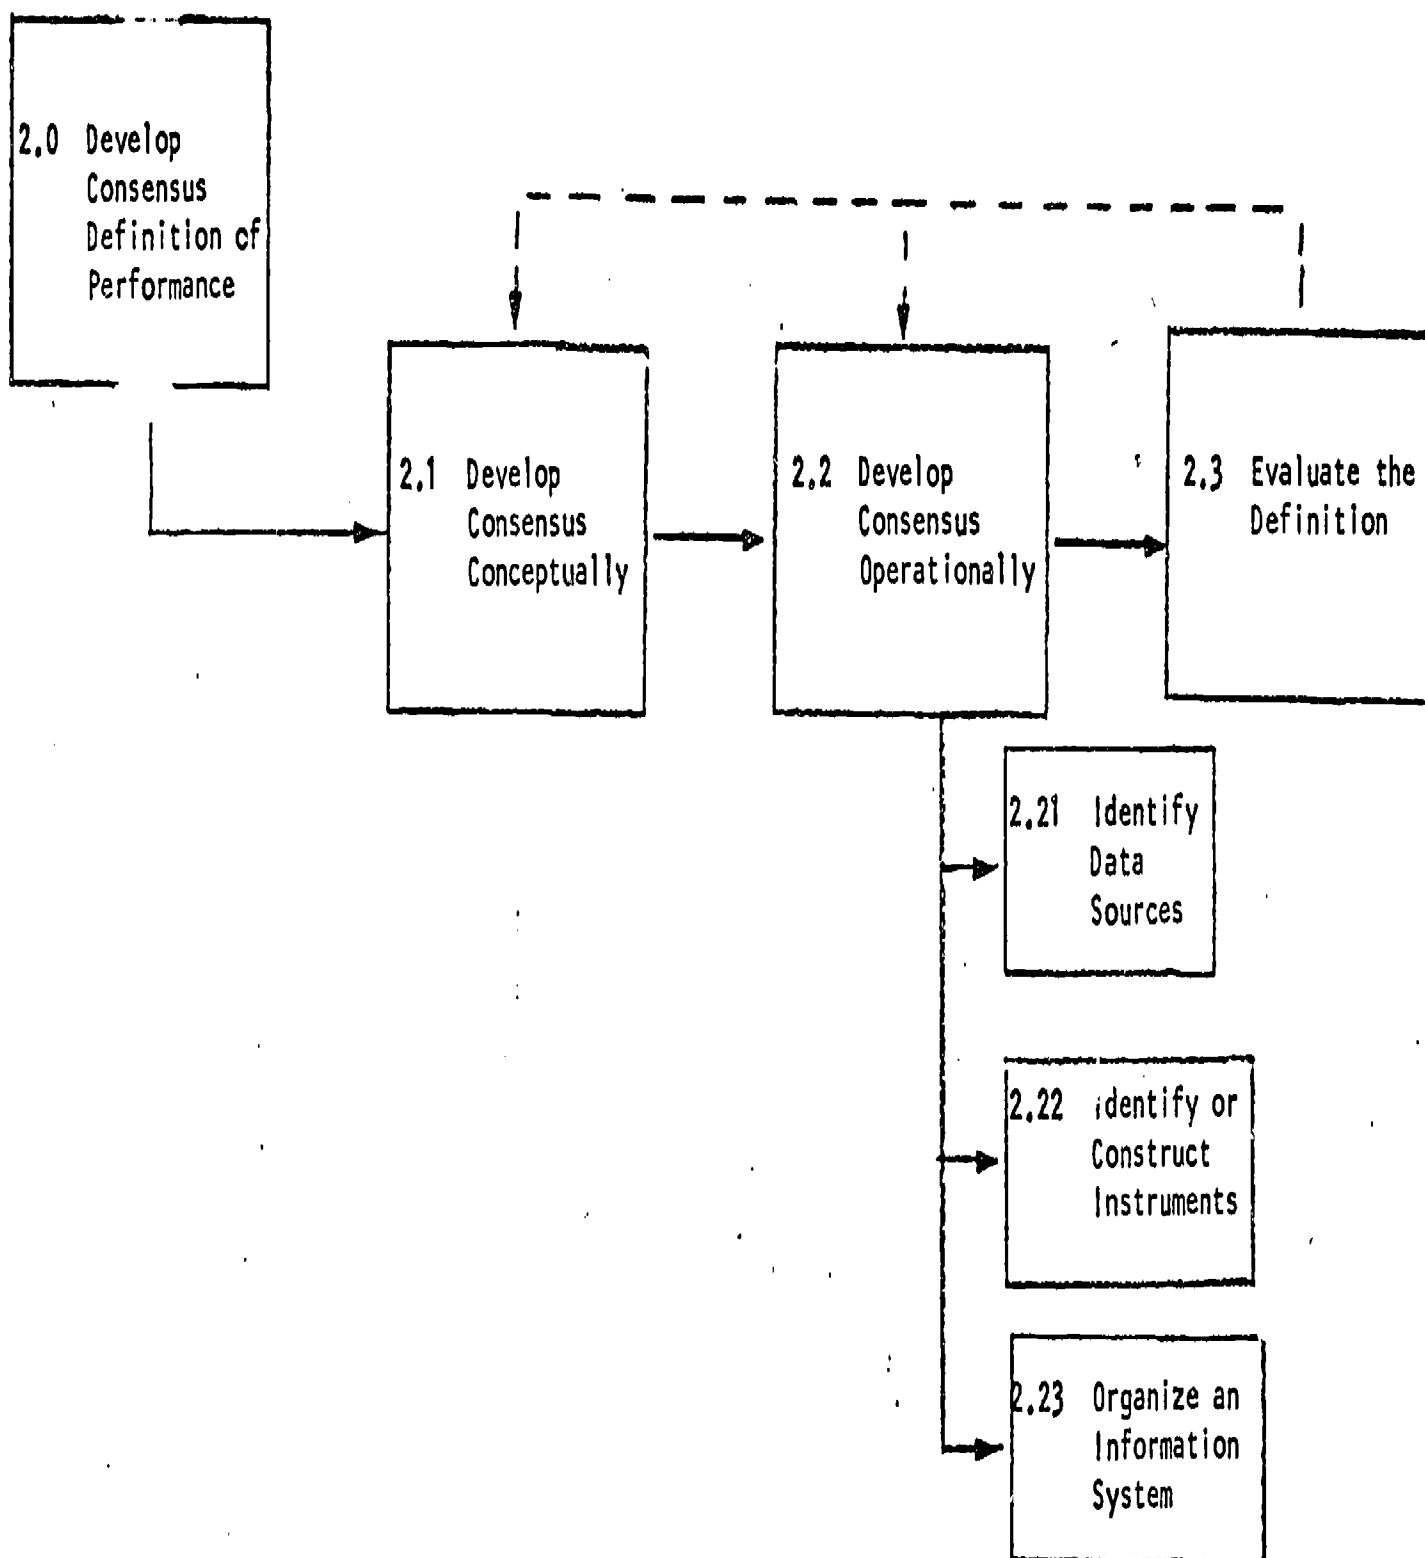 2.0 Develop
Consensus
Definition of
Performance
2.1 Develop
Consensus
Conceptually
2.2 Develop
Consensus
Operationally
2.3 Evaluate the
Definition
2.21 Identify
Data
Sources
2.22 identify or
Construct
Instruments
2.23 Organize an
Information
System